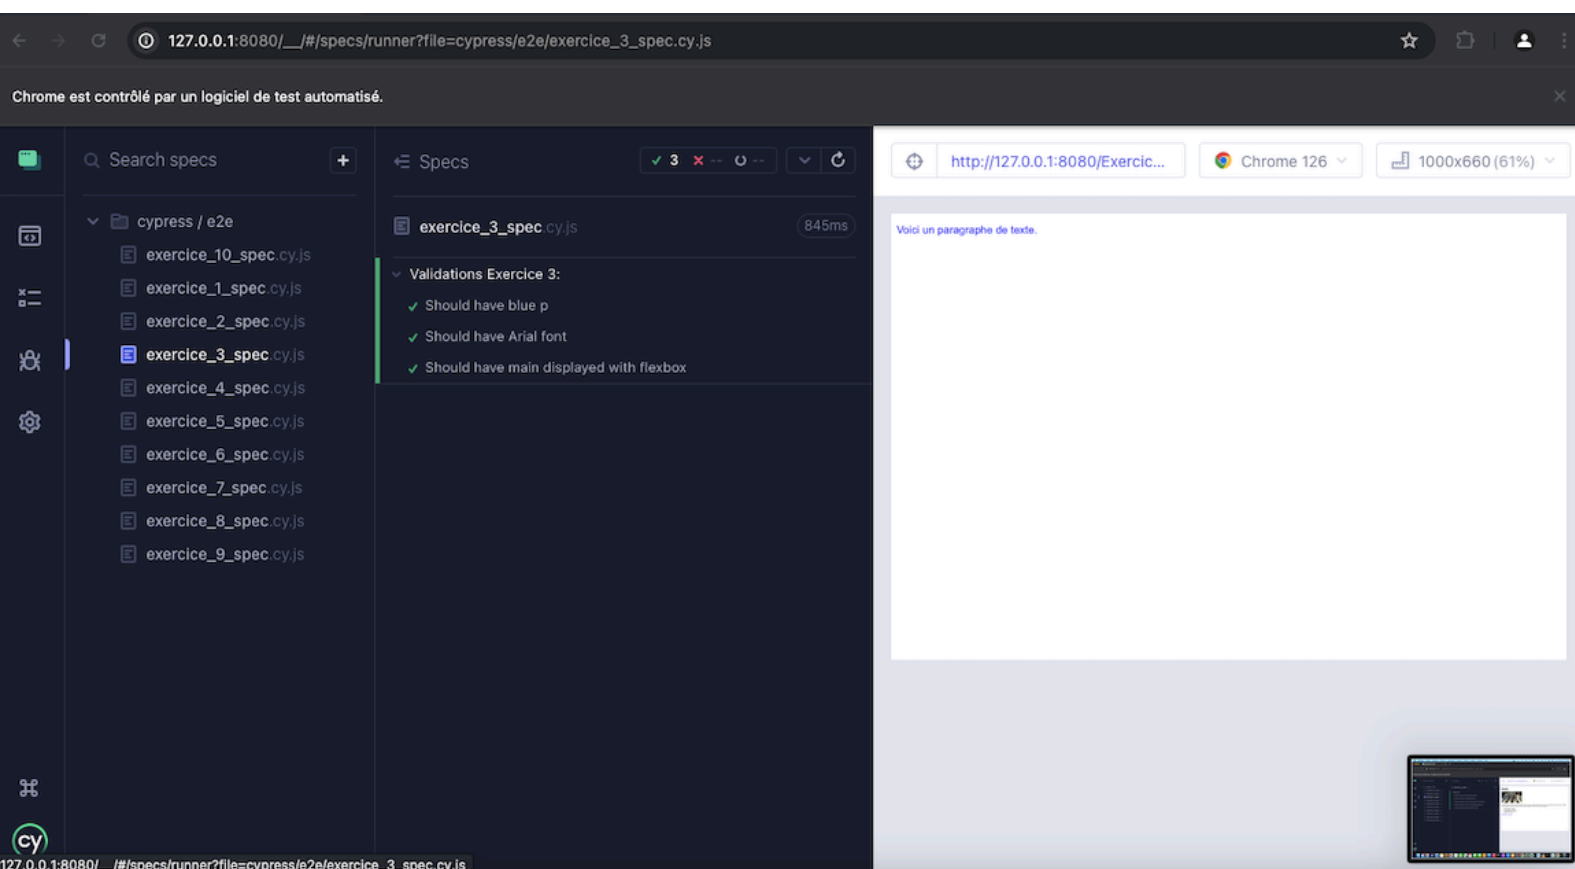 127.0.0.1:8080/__/#/specs/runner?file=cypress/e2e/exercice_3_spec.cy.js
Chrome est contrôlé par un logiciel de test automatisé.
Search specs
+
cypress / e2e
exercice_10_spec.cy.js
exercice_1_spec.cy.js
exercice_2_spec.cy.js
exercice_3_spec.cy.js
exercice_4_spec.cy.js
exercice_5_spec.cy.js
exercice_6_spec.cy.js
exercice_7_spec.cy.js
exercice_8_spec.cy.js
exercice_9_spec.cy.js
Specs
3 -- --
exercice_3_spec.cy.js 845ms
Validations Exercice 3:
Should have blue p
Should have Arial font
Should have main displayed with flexbox
http://127.0.0.1:8080/Exercic... Chrome 126 1000x660 (61%)
Voici un paragraphe de texte.
cy
127.0.0.1:8080/__/#/specs/runner?file=cypress/e2e/exercice_3_spec.cy.js